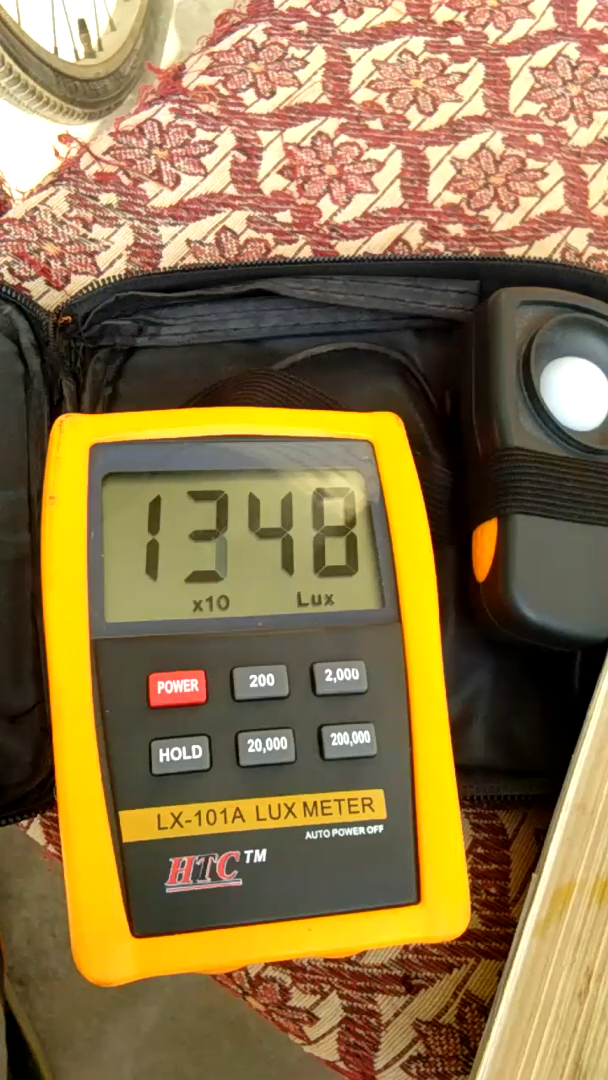 1348
x10 Lux
POWER 200 2,000
HOLD 20,000 200,000
LX-101A LUX METER
AUTO POWER OFF
HTC TM